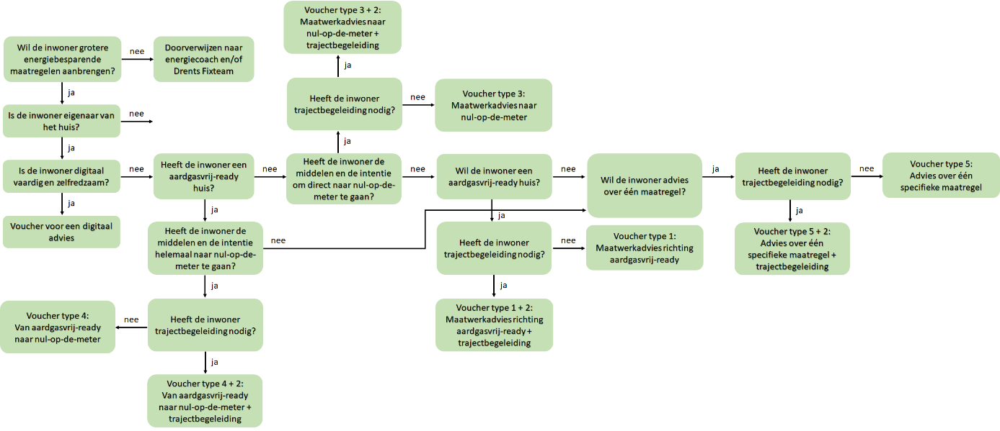 Wil de inwoner grotere
energiebesparende
maatregelen aanbrengen?
nee
Doorverwijzen naar
energiecoach en/of
Drents Fixteam
ja
Is de inwoner eigenaar van
het huis?
nee
ja
Is de inwoner digitaal
vaardig en zelfredzaam?
nee
ja
Voucher voor een digitaal
advies
Heeft de inwoner een
aardgasvrij-ready
huis?
nee
ja
Heeft de inwoner de
middelen en de intentie
helemaal naar nul-op-de-
meter te gaan?
nee
ja
Heeft de inwoner
trajectbegeleiding nodig?
nee
Voucher type 4:
Van aardgasvrij-ready
naar nul-op-de-meter
ja
Voucher type 4 + 2:
Van aardgasvrij-ready
naar nul-op-de-meter +
trajectbegeleiding
Heeft de inwoner de
middelen en de intentie
om direct naar nul-op-de-
meter te gaan?
ja
Heeft de inwoner
trajectbegeleiding nodig?
ja
Voucher type 3 + 2:
Maatwerkadvies naar
nul-op-de-meter +
trajectbegeleiding
nee
Voucher type 3:
Maatwerkadvies naar
nul-op-de-meter
nee
Wil de inwoner een
aardgasvrij-ready huis?
ja
Heeft de inwoner
trajectbegeleiding nodig?
nee
Voucher type 1:
Maatwerkadvies richting
aardgasvrij-ready
ja
Voucher type 1 + 2:
Maatwerkadvies richting
aardgasvrij-ready +
trajectbegeleiding
nee
Wil de inwoner advies
over één maatregel?
ja
Heeft de inwoner
trajectbegeleiding nodig?
nee
Voucher type 5:
Advies over één
specifieke maatregel
ja
Voucher type 5 + 2:
Advies over één
specifieke maatregel +
trajectbegeleiding